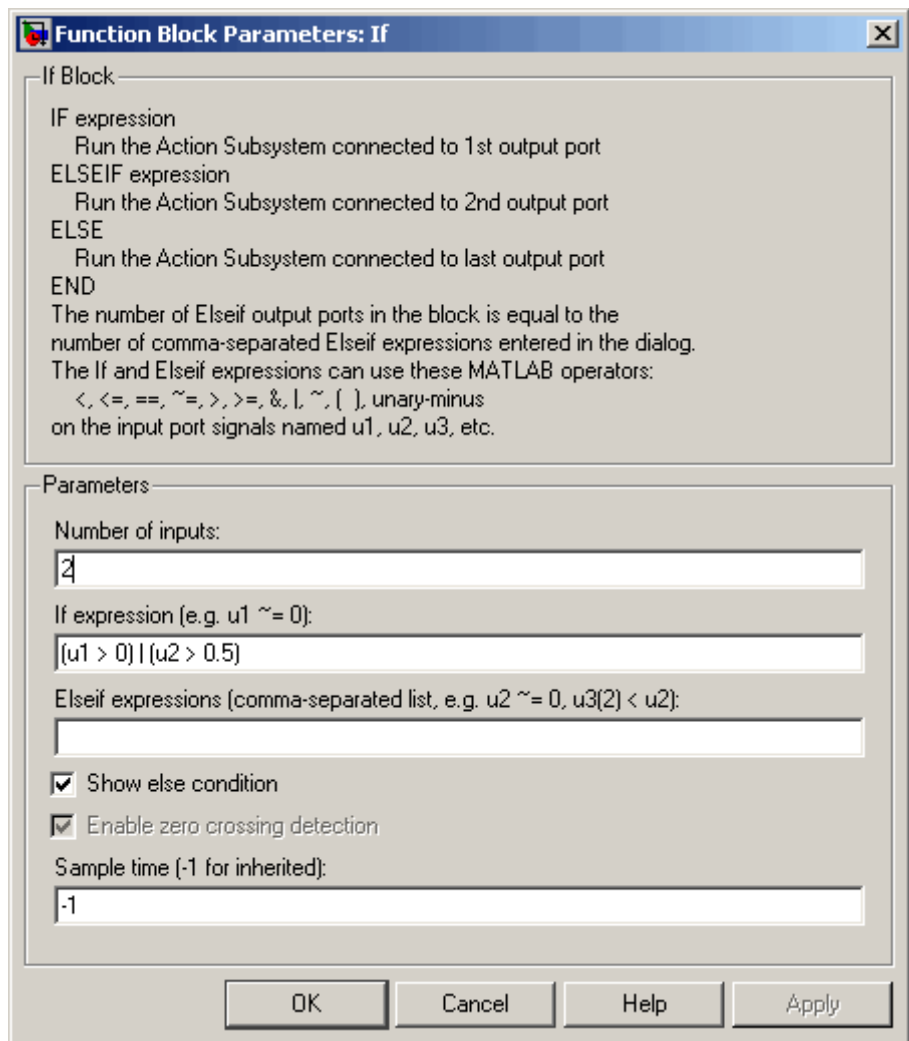 Function Block Parameters: If
If Block
IF expression
Run the Action Subsystem connected to 1st output port
ELSEIF expression
Run the Action Subsystem connected to 2nd output port
ELSE
Run the Action Subsystem connected to last output port
END
The number of Elseif output ports in the block is equal to the
number of comma-separated Elseif expressions entered in the dialog.
The If and Elseif expressions can use these MATLAB operators:
<, <=, ==, ~=, >, >=, &, |, ~, ( ), unary-minus
on the input port signals named u1, u2, u3, etc.
Parameters
Number of inputs:
2
If expression (e.g. u1 ~= 0):
(u1 > 0) | (u2 > 0.5)
Elseif expressions (comma-separated list, e.g. u2 ~= 0, u3(2) < u2):
Show else condition
Enable zero crossing detection
Sample time (-1 for inherited):
-1
OK Cancel Help Apply